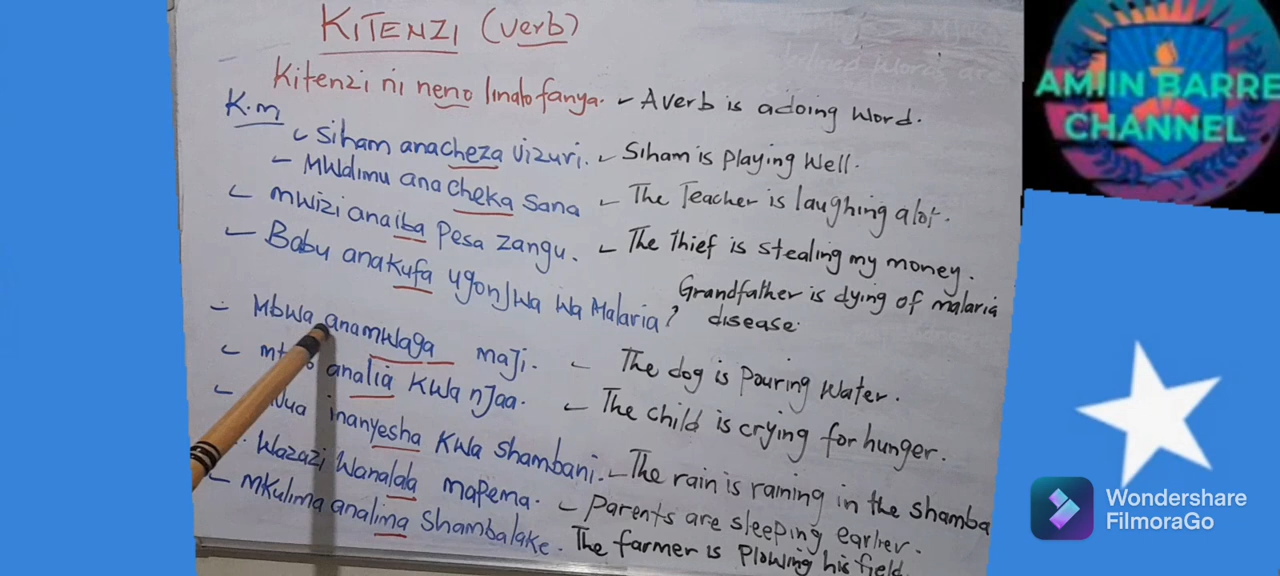 KITENZI (verb)
Kitenzi ni neno linalofanya. - A verb is a doing word.
K.m
- Siham anacheza vizuri. - Siham is playing well.
- Mwalimu anacheka sana - The Teacher is laughing alot.
- mwizi anaiba pesa zangu. - The thief is stealing my money.
- Babu anakufa ugonjwa wa Malaria? Grandfather is dying of malaria disease.
- Mbwa anamwaga maji. - The dog is pouring water.
- analia kwa njaa. - The child is crying for hunger.
- inanyesha kwa shambani. - The rain is raining in the shamba
- Wazazi wanalala mapema. - Parents are sleeping earlier.
- mkulima analima shambalake. The farmer is plowing his field.
AMIIN BARRE
CHANNEL
Wondershare
FilmoraGo